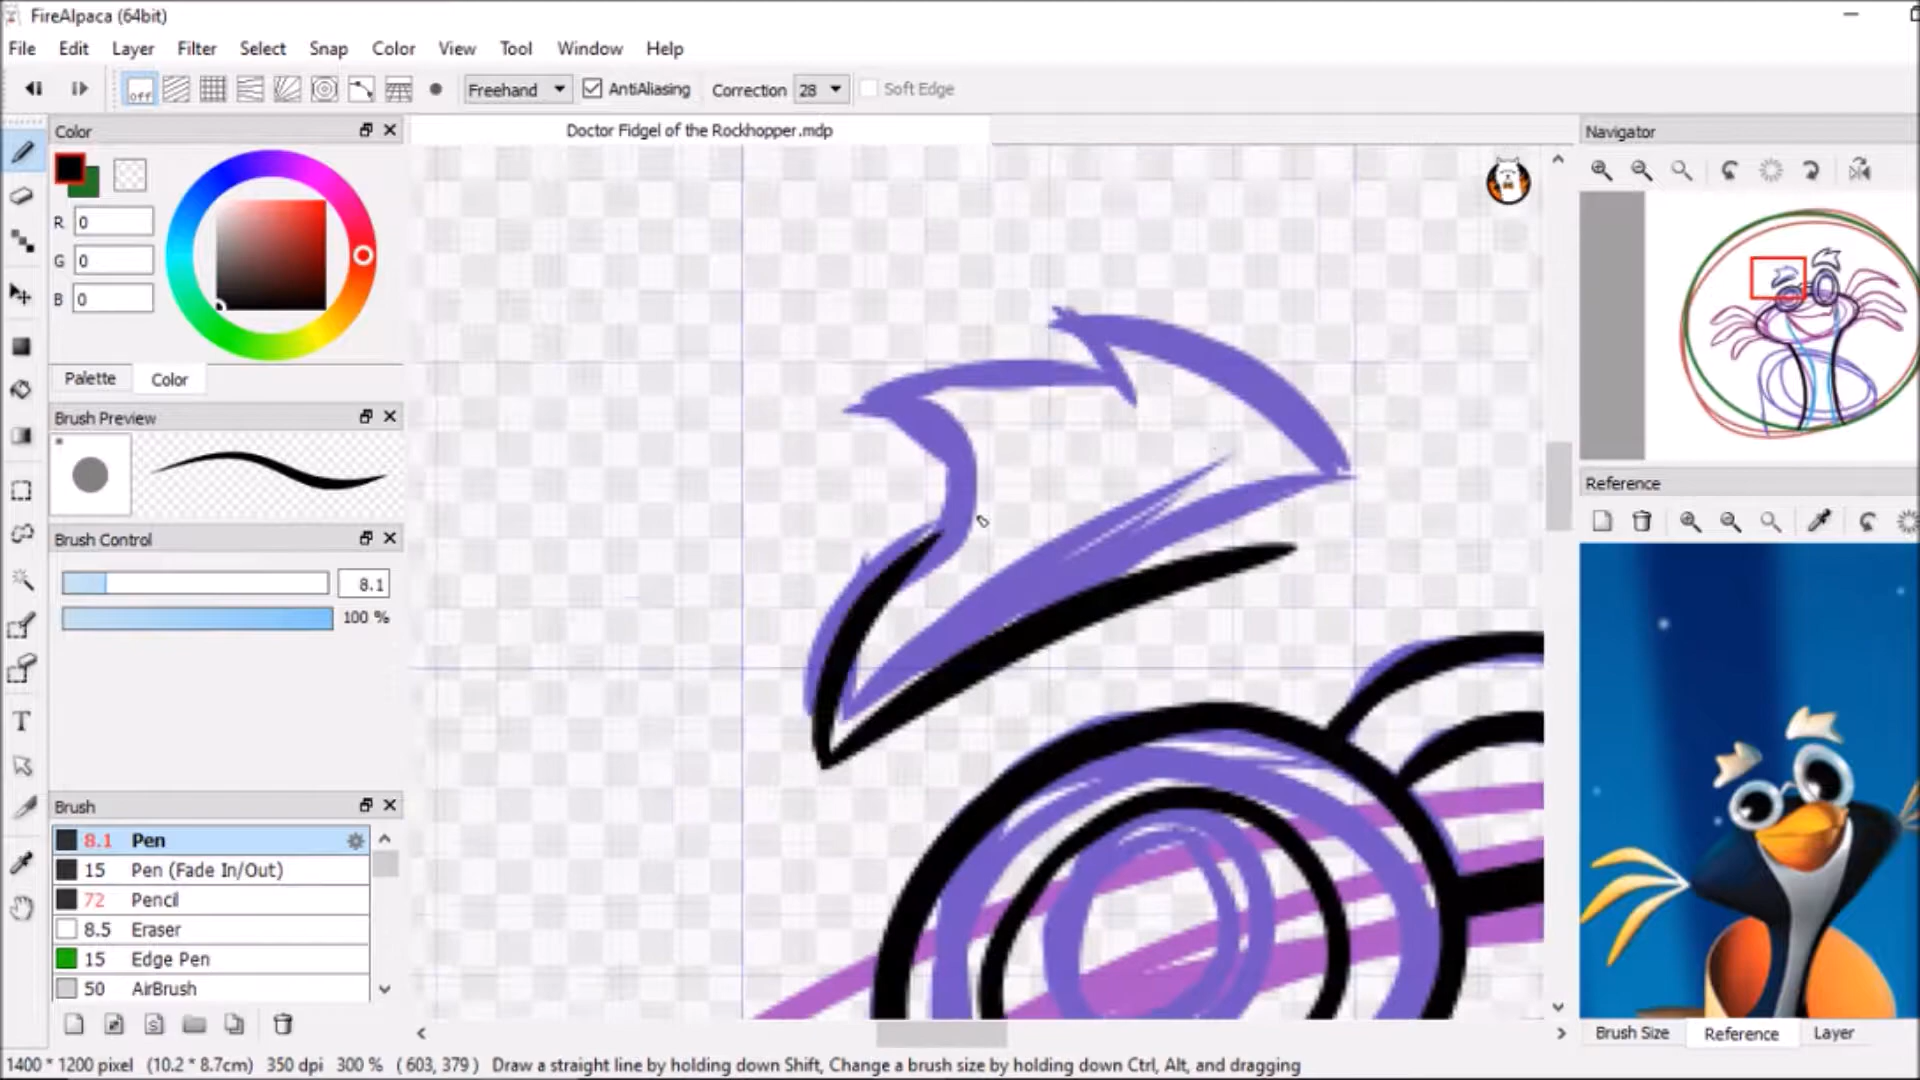 FireAlpaca (64bit)
File Edit Layer Filter Select Snap Color View Tool Window Help
off Freehand AntiAliasing Correction 28 Soft Edge
Color
Doctor Fidgel of the Rockhopper.mdp
Navigator
R 0
G 0
B 0
Palette Color
Brush Preview
Reference
Brush Control
8.1
100 %
Brush
8.1 Pen
15 Pen (Fade In/Out)
72 Pencil
8.5 Eraser
15 Edge Pen
50 AirBrush
Brush Size Reference Layer
1400 * 1200 pixel (10.2 * 8.7cm) 350 dpi 300 % ( 603, 379 ) Draw a straight line by holding down Shift, Change a brush size by holding down Ctrl, Alt, and dragging